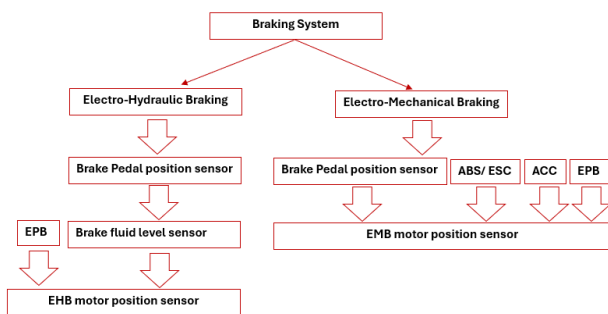 Braking System
Electro-Hydraulic Braking
Electro-Mechanical Braking
Brake Pedal position sensor
Brake Pedal position sensor
ABS/ ESC
ACC
EPB
EPB
Brake fluid level sensor
EMB motor position sensor
EHB motor position sensor